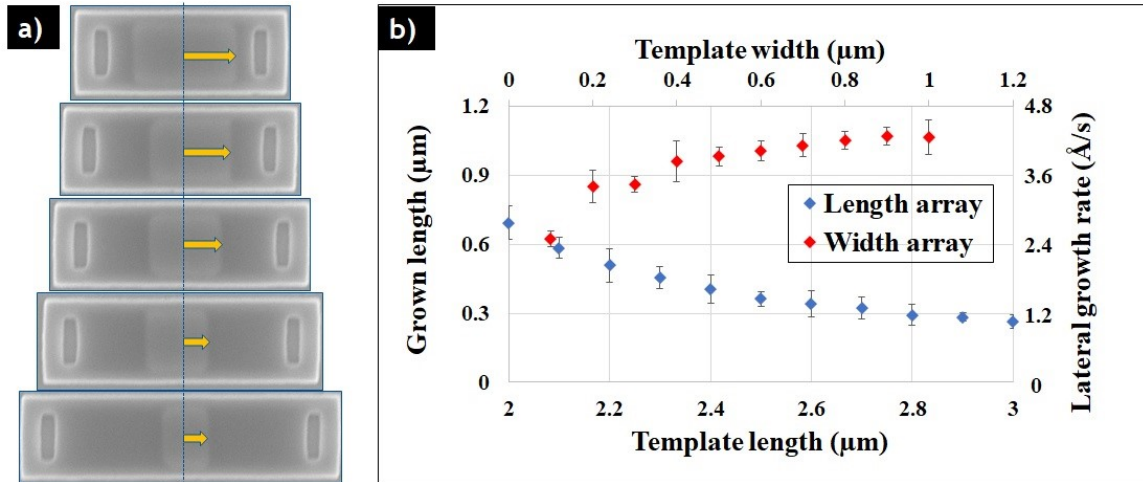 a)
b)
Template width (μm)
0 0.2 0.4 0.6 0.8 1 1.2
1.2 4.8
0.9 3.6
0.6 2.4
0.3 1.2
0 0
Grown length (μm)
Lateral growth rate (Å/s)
Length array
Width array
2 2.2 2.4 2.6 2.8 3
Template length (μm)